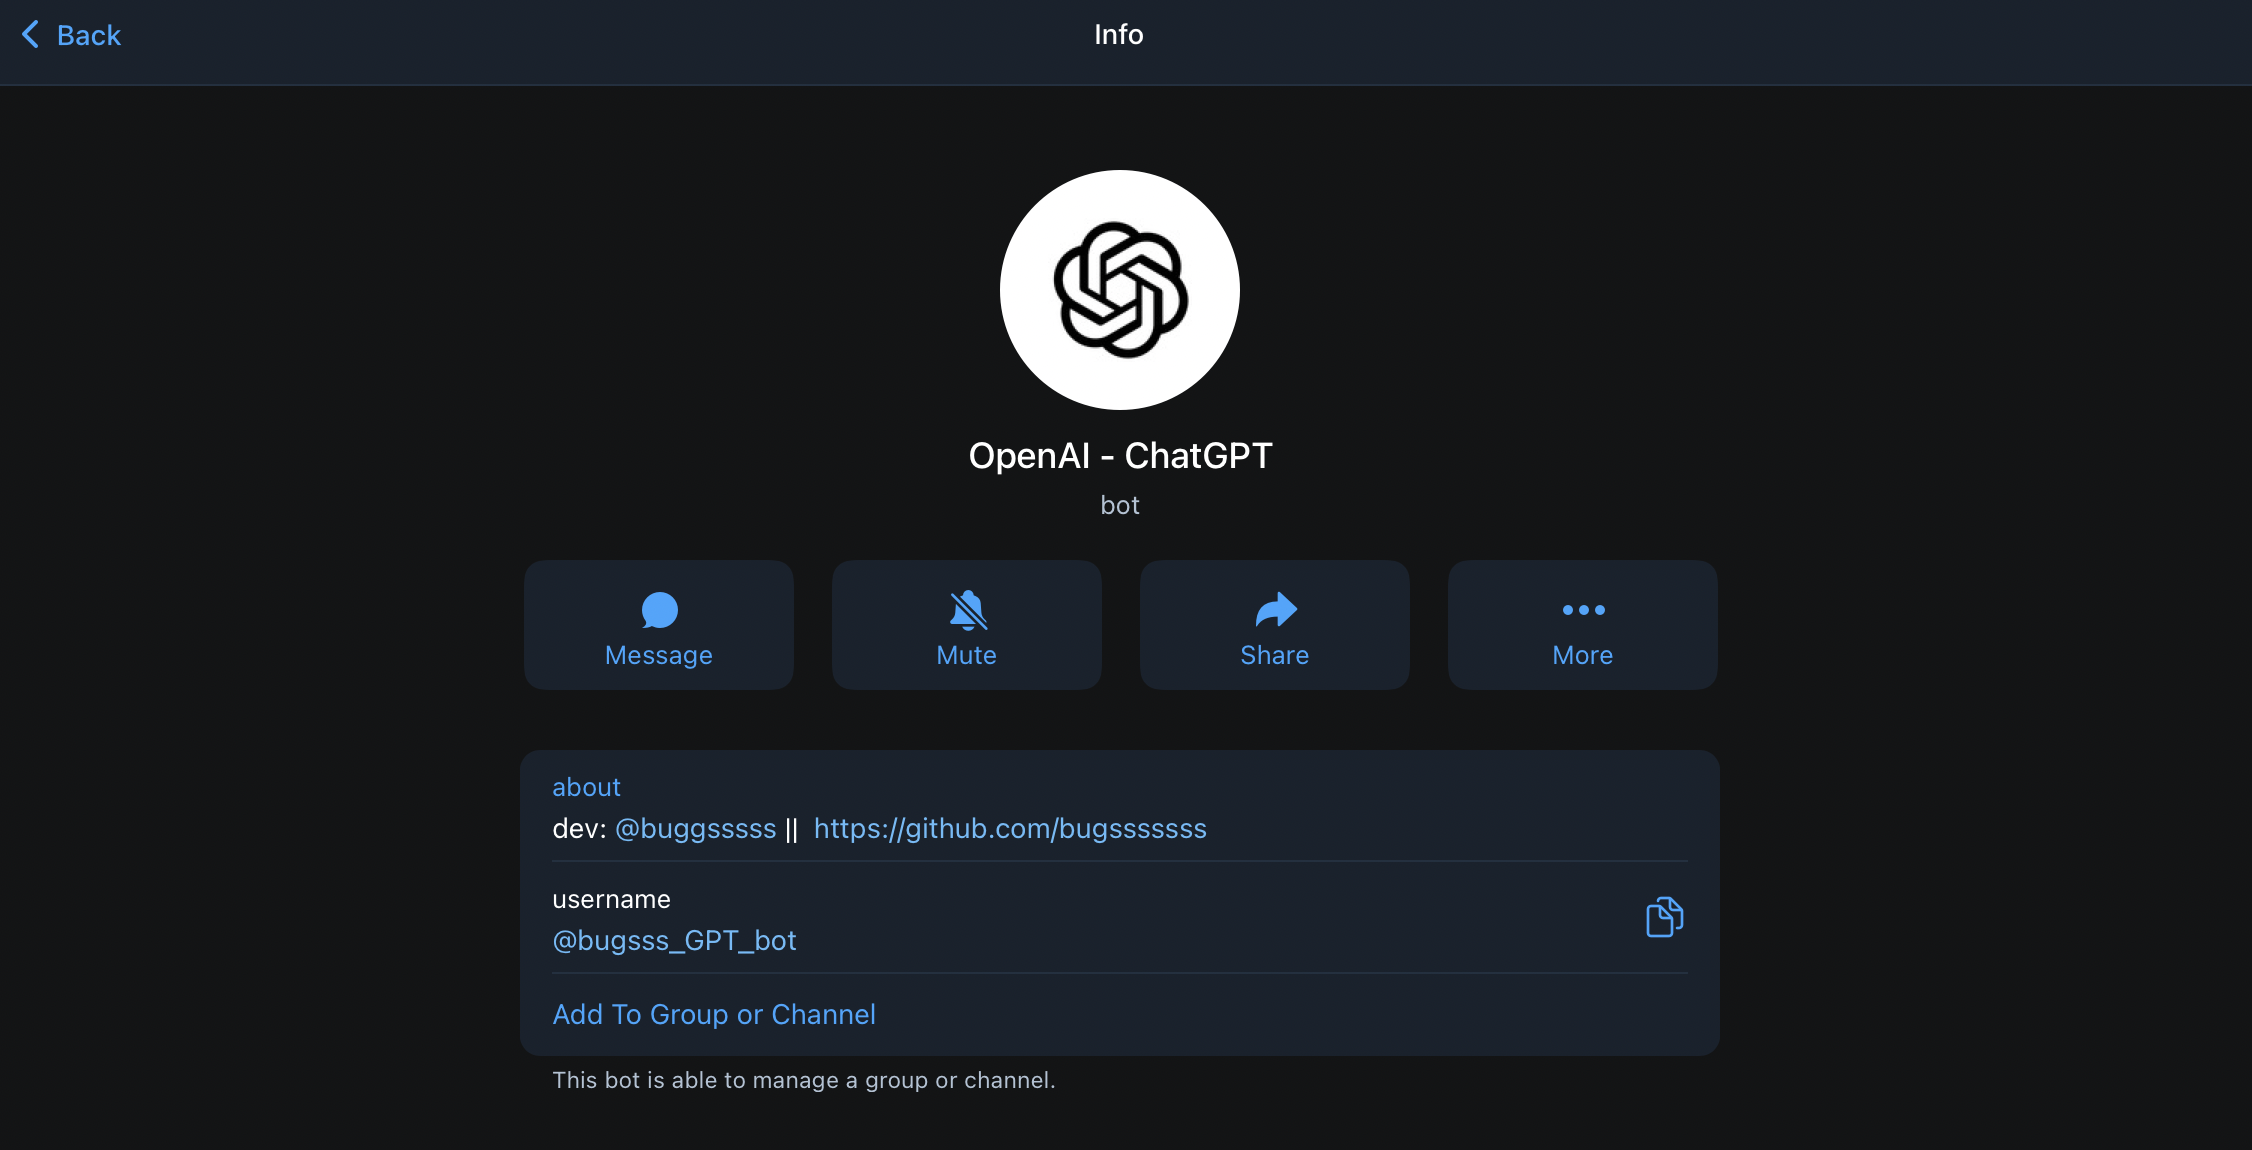 Back
Info
OpenAI - ChatGPT
bot
Message
Mute
Share
More
about
dev: @buggsssss || https://github.com/bugsssssss
username
@bugsss_GPT_bot
Add To Group or Channel
This bot is able to manage a group or channel.